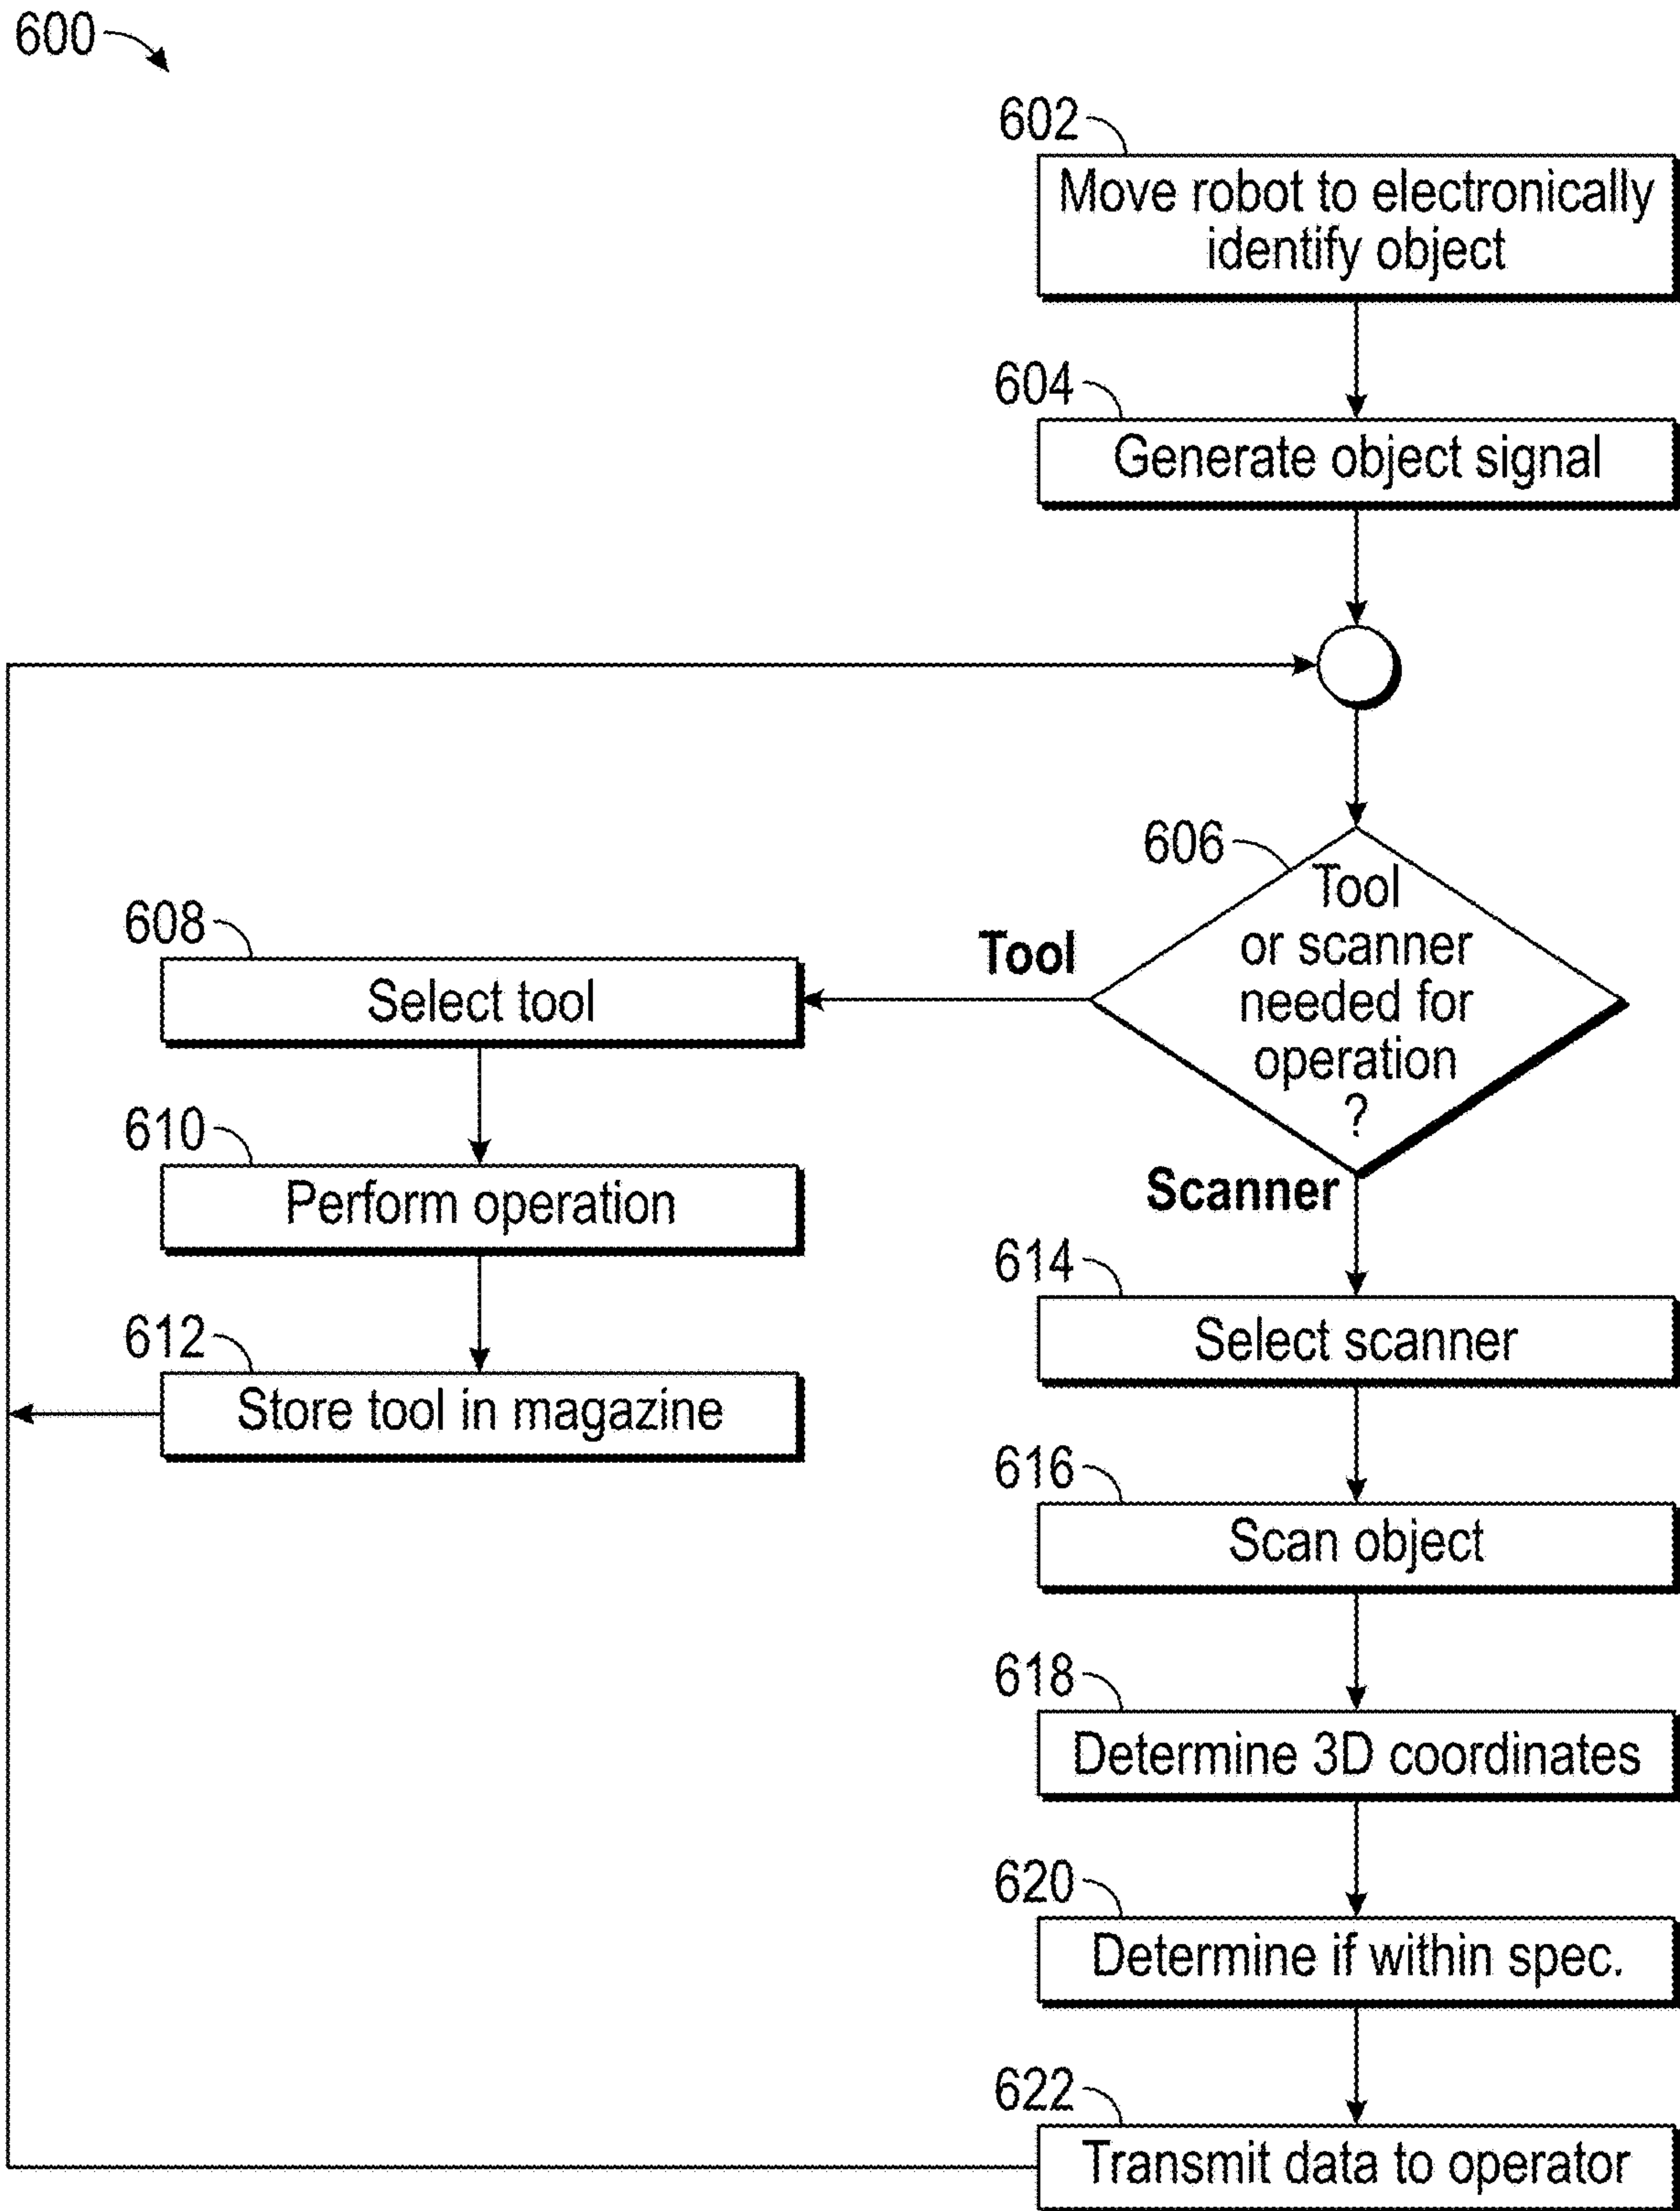 600
602
Move robot to electronically
identify object
604
Generate object signal
606
Tool
or scanner
needed for
operation
?
Tool
608
Select tool
610
Perform operation
612
Store tool in magazine
Scanner
614
Select scanner
616
Scan object
618
Determine 3D coordinates
620
Determine if within spec.
622
Transmit data to operator